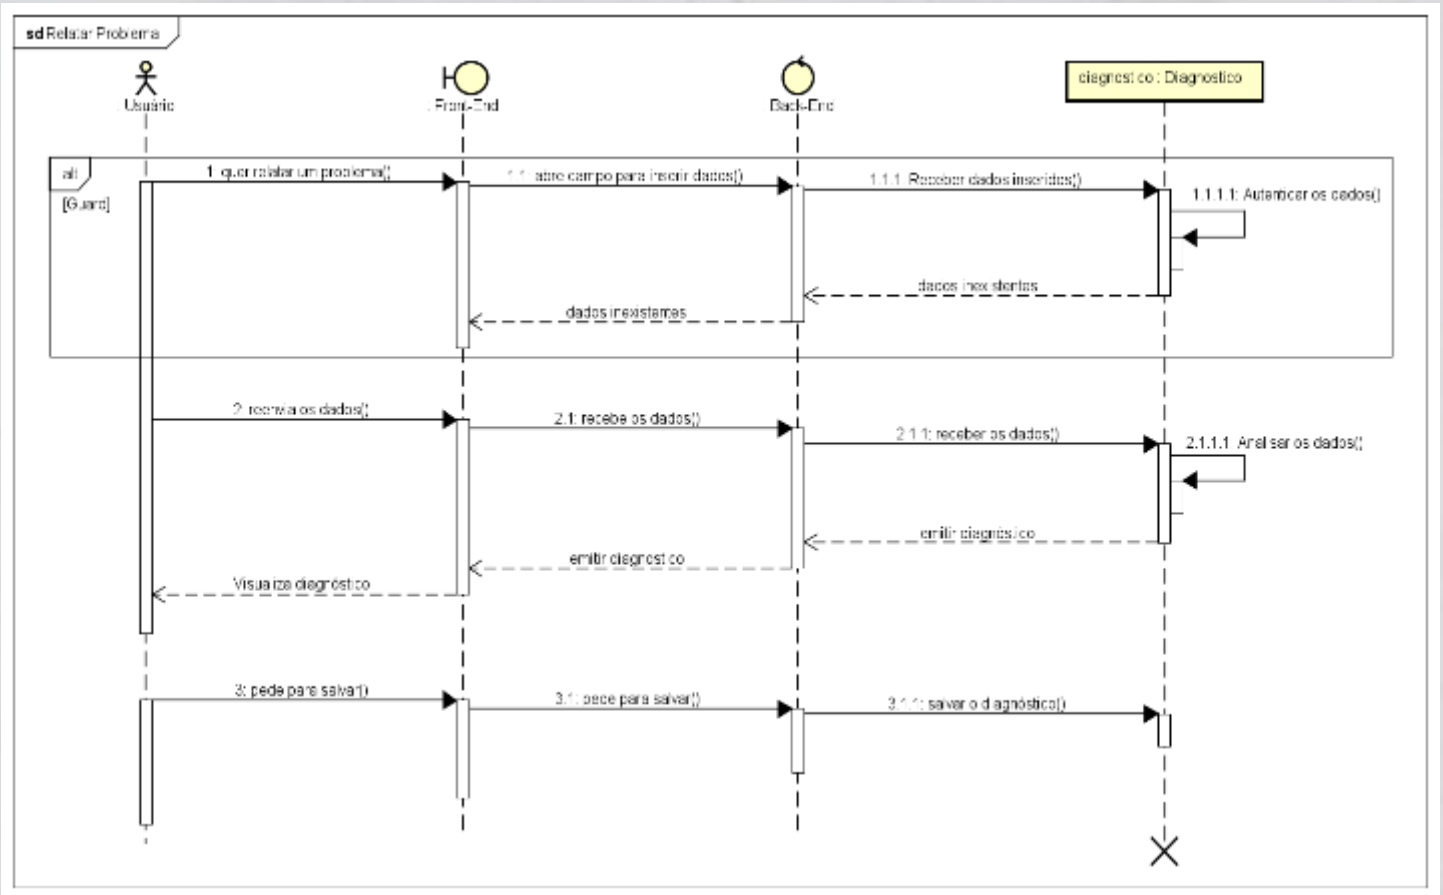 sd Relatar Problema
: Usuário
: Front-End
: Back-End
diagnostico : Diagnostico
alt
[Guard]
1: quer relatar um problema()
1.1: abre campo para inserir dados()
1.1.1: Receber dados inseridos()
1.1.1.1: Autenticar os dados()
dados inexistentes
dados inexistentes
2: reenvia os dados()
2.1: recebe os dados()
2.1.1: receber os dados()
2.1.1.1: Analisar os dados()
emitir diagnóstico
emitir diagnostico
Visualiza diagnóstico
3: pede para salvar()
3.1: pede para salvar()
3.1.1: salvar o diagnóstico()